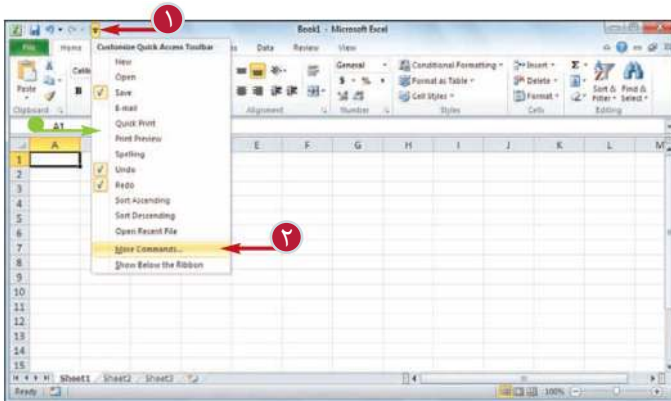 ١
Book1 - Microsoft Excel
File Home Data Review View
Customize Quick Access Toolbar
New
Open
Save
E-mail
Quick Print
Print Preview
Spelling
Undo
Redo
Sort Ascending
Sort Descending
Open Recent File
More Commands...
Show Below the Ribbon
٢
Paste
B
Clipboard
General
$ % ,
Conditional Formatting
Format as Table
Cell Styles
Insert
Delete
Format
Σ
Sort & Filter
Find & Select
Alignment Number Styles Cells Editing
A1
A E F G H I J K L M
1
2
3
4
5
6
7
8
9
10
11
12
13
14
15
Sheet1 Sheet2 Sheet3
Ready 100%